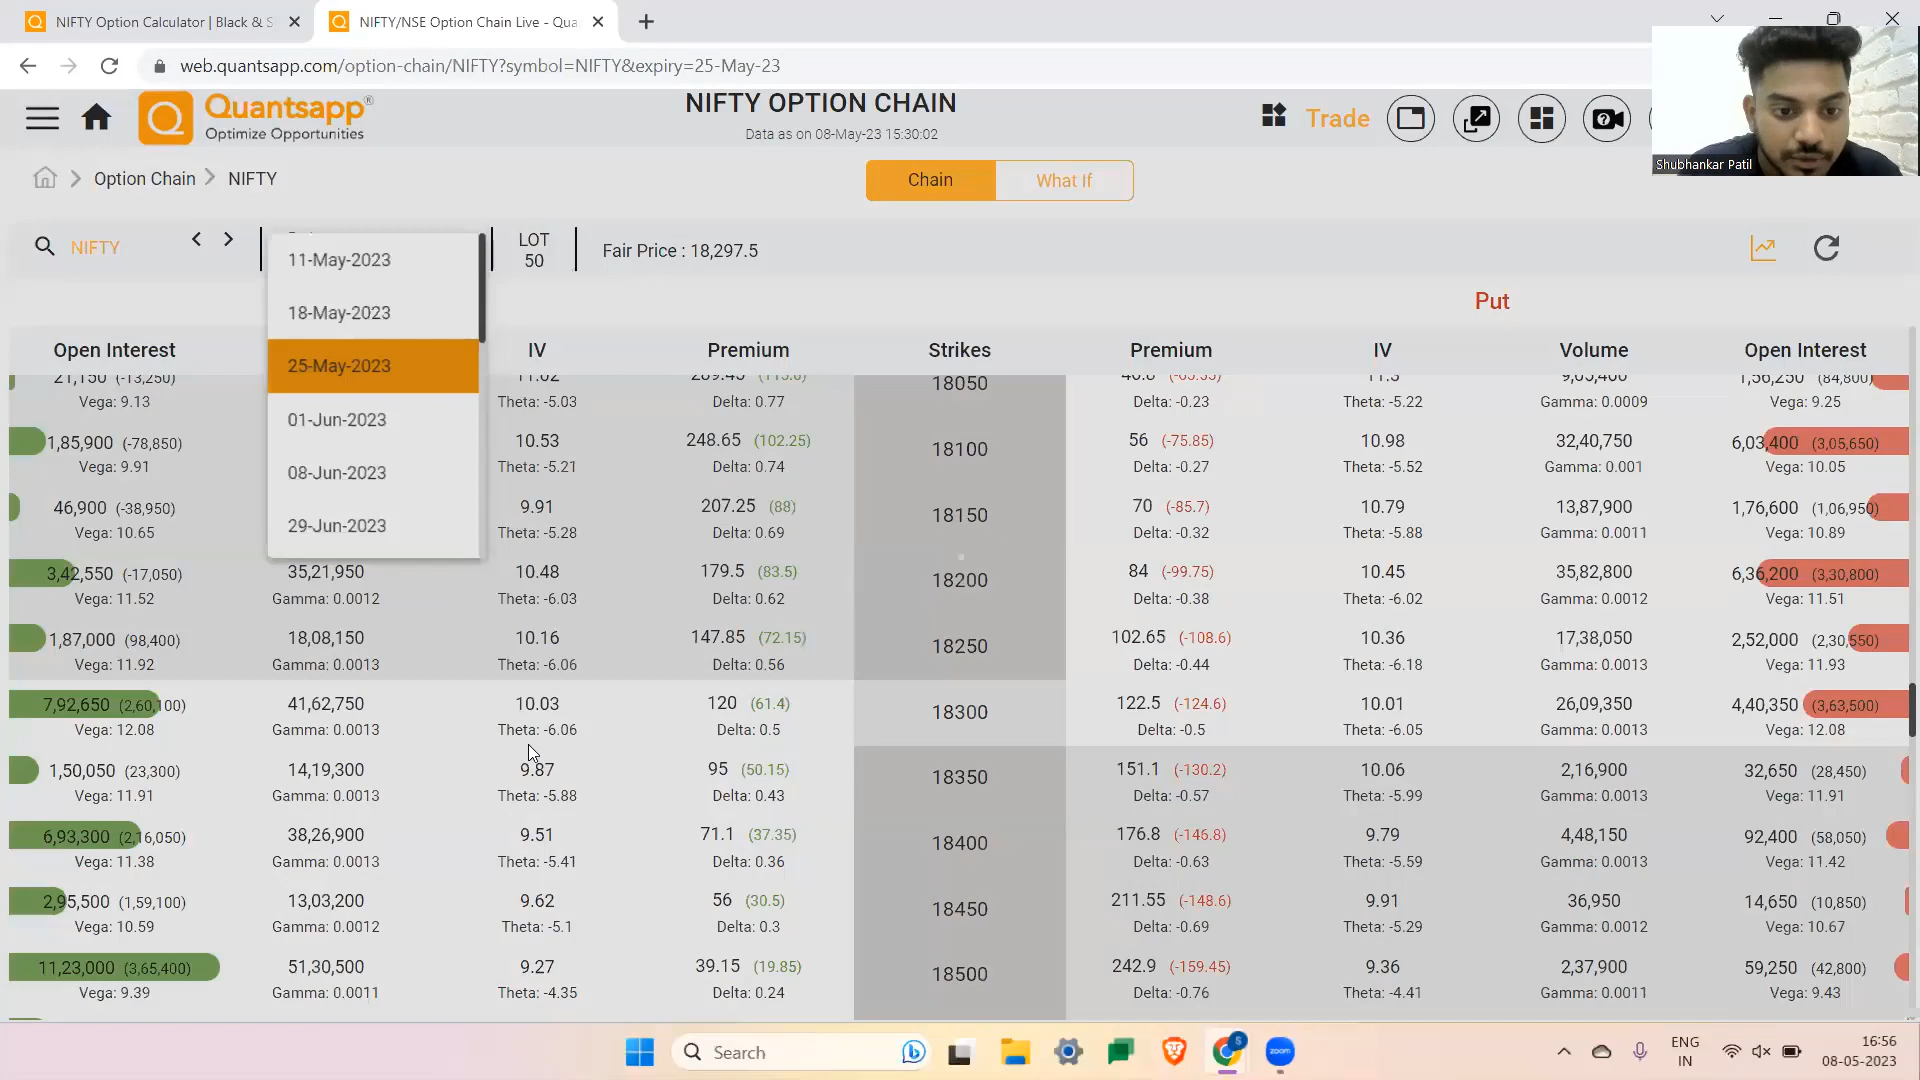 NIFTY Option Calculator | Black & S
NIFTY/NSE Option Chain Live - Qua
web.quantsapp.com/option-chain/NIFTY?symbol=NIFTY&expiry=25-May-23
Quantsapp®
Optimize Opportunities
NIFTY OPTION CHAIN
Data as on 08-May-23 15:30:02
Trade
Shubhankar Patil
Option Chain NIFTY
Chain What If
NIFTY
LOT
50
Fair Price : 18,297.5
11-May-2023
18-May-2023
25-May-2023
01-Jun-2023
08-Jun-2023
29-Jun-2023
Put
Open Interest IV Premium Strikes Premium IV Volume Open Interest
21,150 (-13,250) 18050 1,56,250 (84,800)
Vega: 9.13 Theta: -5.03 Delta: 0.77 Delta: -0.23 Theta: -5.22 Gamma: 0.0009 Vega: 9.25
1,85,900 (-78,850) 10.53 248.65 (102.25) 18100 56 (-75.85) 10.98 32,40,750 6,03,400 (3,05,650)
Vega: 9.91 Theta: -5.21 Delta: 0.74 Delta: -0.27 Theta: -5.52 Gamma: 0.001 Vega: 10.05
46,900 (-38,950) 9.91 207.25 (88) 18150 70 (-85.7) 10.79 13,87,900 1,76,600 (1,06,950)
Vega: 10.65 Theta: -5.28 Delta: 0.69 Delta: -0.32 Theta: -5.88 Gamma: 0.0011 Vega: 10.89
3,42,550 (-17,050) 35,21,950 10.48 179.5 (83.5) 18200 84 (-99.75) 10.45 35,82,800 6,36,200 (3,30,800)
Vega: 11.52 Gamma: 0.0012 Theta: -6.03 Delta: 0.62 Delta: -0.38 Theta: -6.02 Gamma: 0.0012 Vega: 11.51
1,87,000 (98,400) 18,08,150 10.16 147.85 (72.15) 18250 102.65 (-108.6) 10.36 17,38,050 2,52,000 (2,30,550)
Vega: 11.92 Gamma: 0.0013 Theta: -6.06 Delta: 0.56 Delta: -0.44 Theta: -6.18 Gamma: 0.0013 Vega: 11.93
7,92,650 (2,60,100) 41,62,750 10.03 120 (61.4) 18300 122.5 (-124.6) 10.01 26,09,350 4,40,350 (3,63,500)
Vega: 12.08 Gamma: 0.0013 Theta: -6.06 Delta: 0.5 Delta: -0.5 Theta: -6.05 Gamma: 0.0013 Vega: 12.08
1,50,050 (23,300) 14,19,300 9.87 95 (50.15) 18350 151.1 (-130.2) 10.06 2,16,900 32,650 (28,450)
Vega: 11.91 Gamma: 0.0013 Theta: -5.88 Delta: 0.43 Delta: -0.57 Theta: -5.99 Gamma: 0.0013 Vega: 11.91
6,93,300 (2,16,050) 38,26,900 9.51 71.1 (37.35) 18400 176.8 (-146.8) 9.79 4,48,150 92,400 (58,050)
Vega: 11.38 Gamma: 0.0013 Theta: -5.41 Delta: 0.36 Delta: -0.63 Theta: -5.59 Gamma: 0.0013 Vega: 11.42
2,95,500 (1,59,100) 13,03,200 9.62 56 (30.5) 18450 211.55 (-148.6) 9.91 36,950 14,650 (10,850)
Vega: 10.59 Gamma: 0.0012 Theta: -5.1 Delta: 0.3 Delta: -0.69 Theta: -5.29 Gamma: 0.0012 Vega: 10.67
11,23,000 (3,65,400) 51,30,500 9.27 39.15 (19.85) 18500 242.9 (-159.45) 9.36 2,37,900 59,250 (42,800)
Vega: 9.39 Gamma: 0.0011 Theta: -4.35 Delta: 0.24 Delta: -0.76 Theta: -4.41 Gamma: 0.0011 Vega: 9.43
Search
zoom
ENG
IN
16:56
08-05-2023